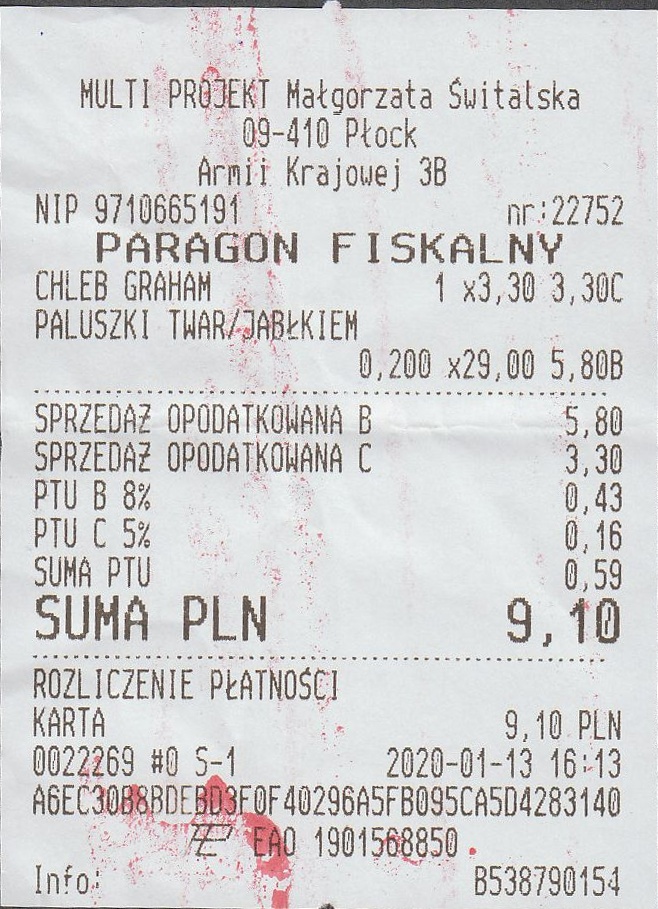 MULTI PROJEKT Małgorzata Świtalska
09-410 Płock
Armii Krajowej 3B
NIP 9710665191 nr:22752
PARAGON FISKALNY
CHLEB GRAHAM 1 x3,30 3,30C
PALUSZKI TWAR/JABŁKIEM
0,200 x29,00 5,80B
SPRZEDAŻ OPODATKOWANA B 5,80
SPRZEDAŻ OPODATKOWANA C 3,30
PTU B 8% 0,43
PTU C 5% 0,16
SUMA PTU 0,59
SUMA PLN 9,10
ROZLICZENIE PŁATNOŚCI
KARTA 9,10 PLN
0022269 #0 S-1 2020-01-13 16:13
A6EC30B8BDEBD3F0F40296A5FB095CA5D4283140
EAO 1901568850
Info: B538790154